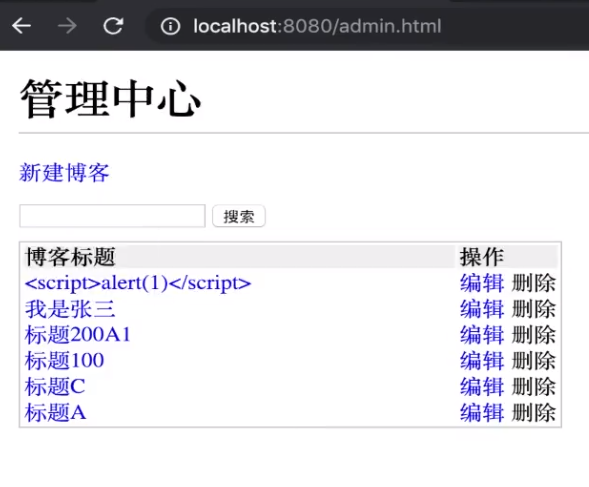 localhost:8080/admin.html
管理中心
新建博客
搜索
博客标题 操作
<script>alert(1)</script> 编辑 删除
我是张三 编辑 删除
标题200A1 编辑 删除
标题100 编辑 删除
标题C 编辑 删除
标题A 编辑 删除